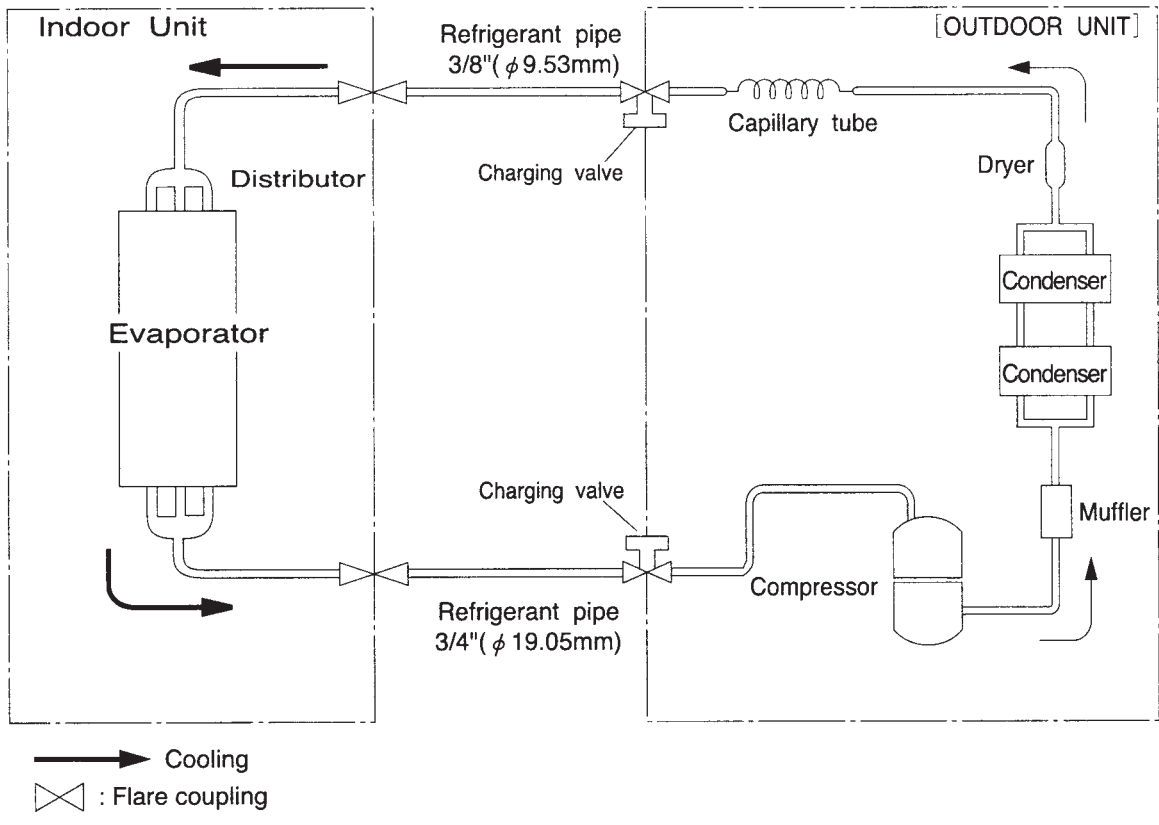 Indoor Unit
[OUTDOOR UNIT]
Refrigerant pipe
3/8"(φ9.53mm)
Capillary tube
Charging valve
Dryer
Distributor
Condenser
Evaporator
Condenser
Charging valve
Muffler
Compressor
Refrigerant pipe
3/4"(φ19.05mm)
Cooling
: Flare coupling